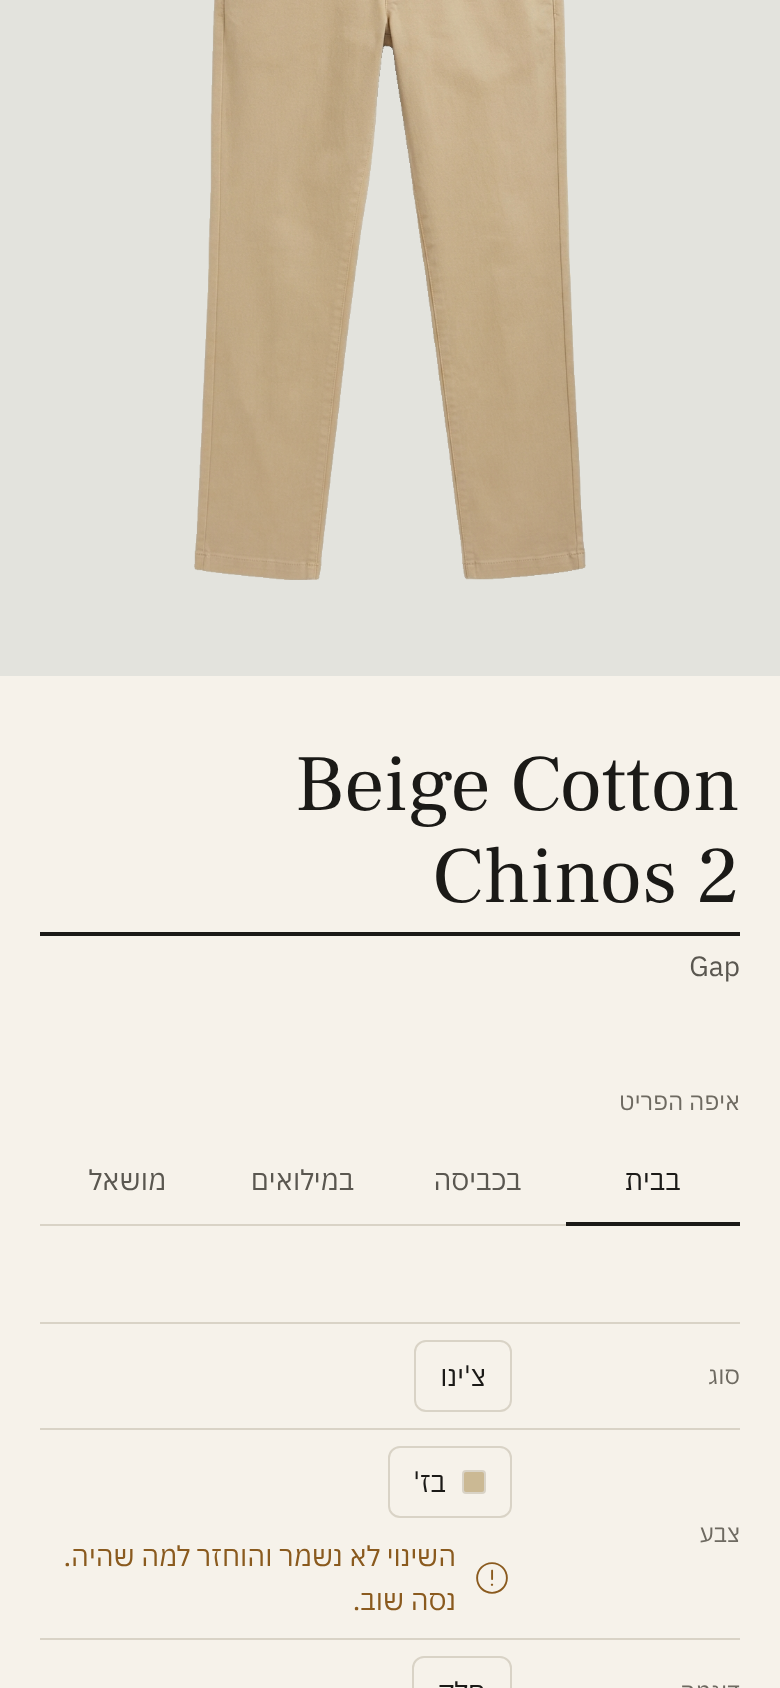 Beige Cotton
Chinos 2
Gap
איפה הפריט
בבית
בכביסה
במילואים
מושאל
סוג
צ'ינו
צבע
בז'
השינוי לא נשמר והוחזר למה שהיה.
נסה שוב.